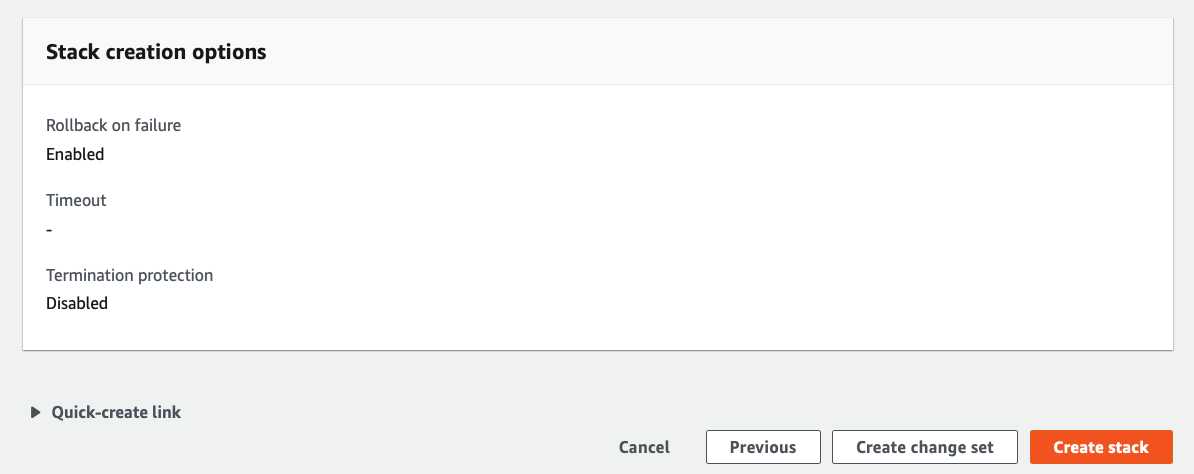 Stack creation options
Rollback on failure
Enabled
Timeout
-
Termination protection
Disabled
Quick-create link
Cancel Previous Create change set Create stack